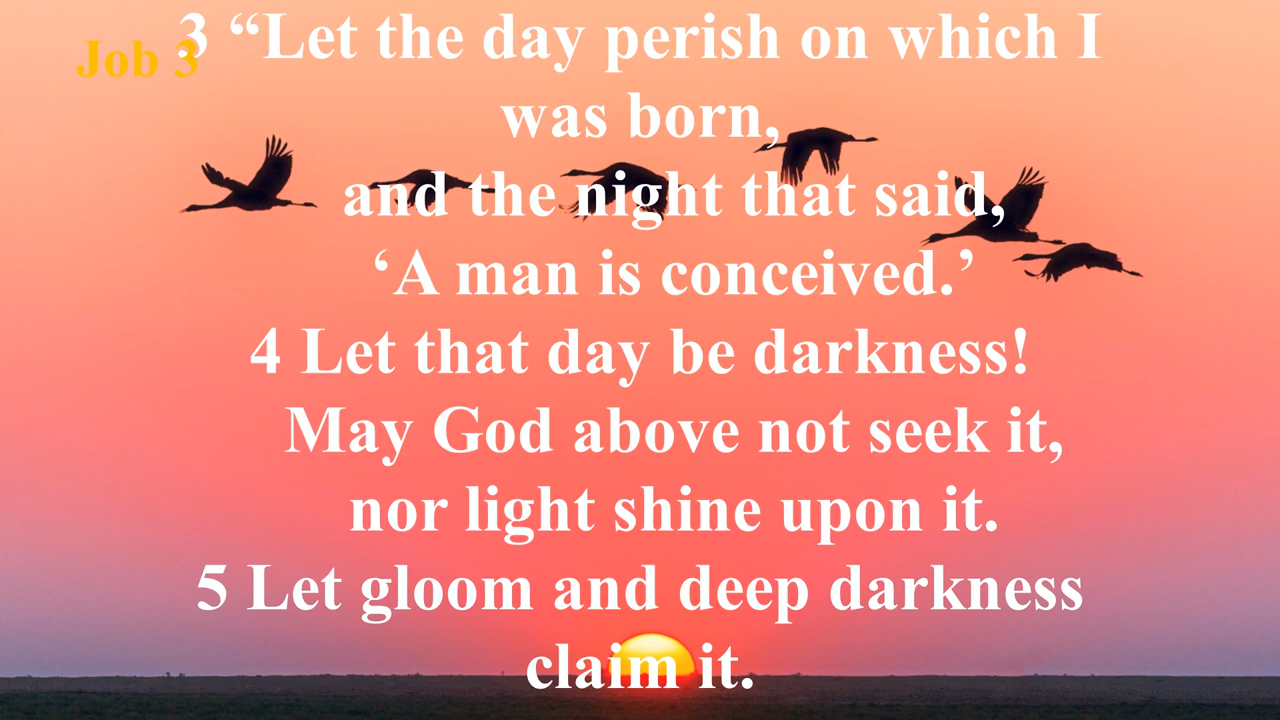 Job 3
3 “Let the day perish on which I
was born,
and the night that said,
‘A man is conceived.’
4 Let that day be darkness!
May God above not seek it,
nor light shine upon it.
5 Let gloom and deep darkness
claim it.